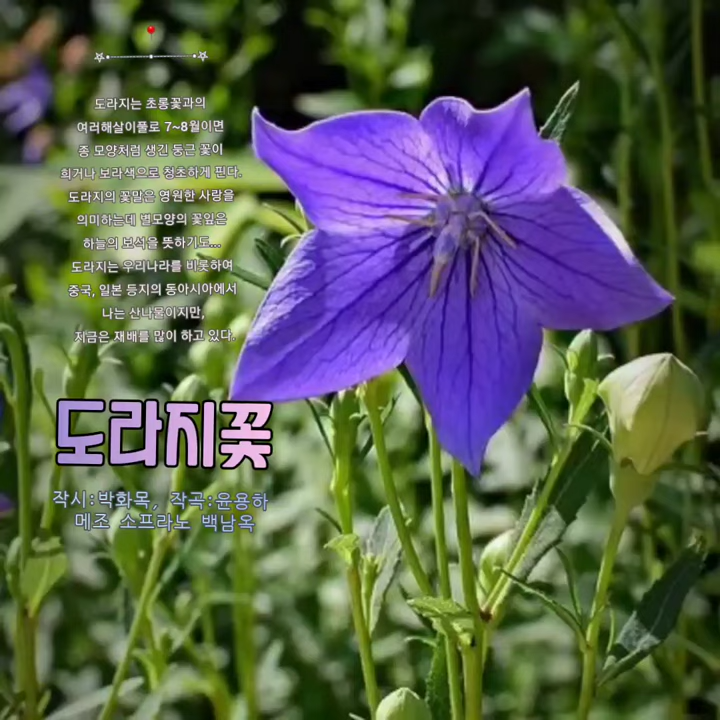 도라지는 초롱꽃과의
여러해살이풀로 7~8월이면
종 모양처럼 생긴 둥근 꽃이
희거나 보라색으로 청초하게 핀다.
도라지의 꽃말은 영원한 사랑을
의미하는데 별모양의 꽃잎은
하늘의 보석을 뜻하기도...
도라지는 우리나라를 비롯하여
중국, 일본 등지의 동아시아에서
나는 산나물이지만,
지금은 재배를 많이 하고 있다.
도라지꽃
작시:박화목, 작곡:윤용하
메조 소프라노 백남옥